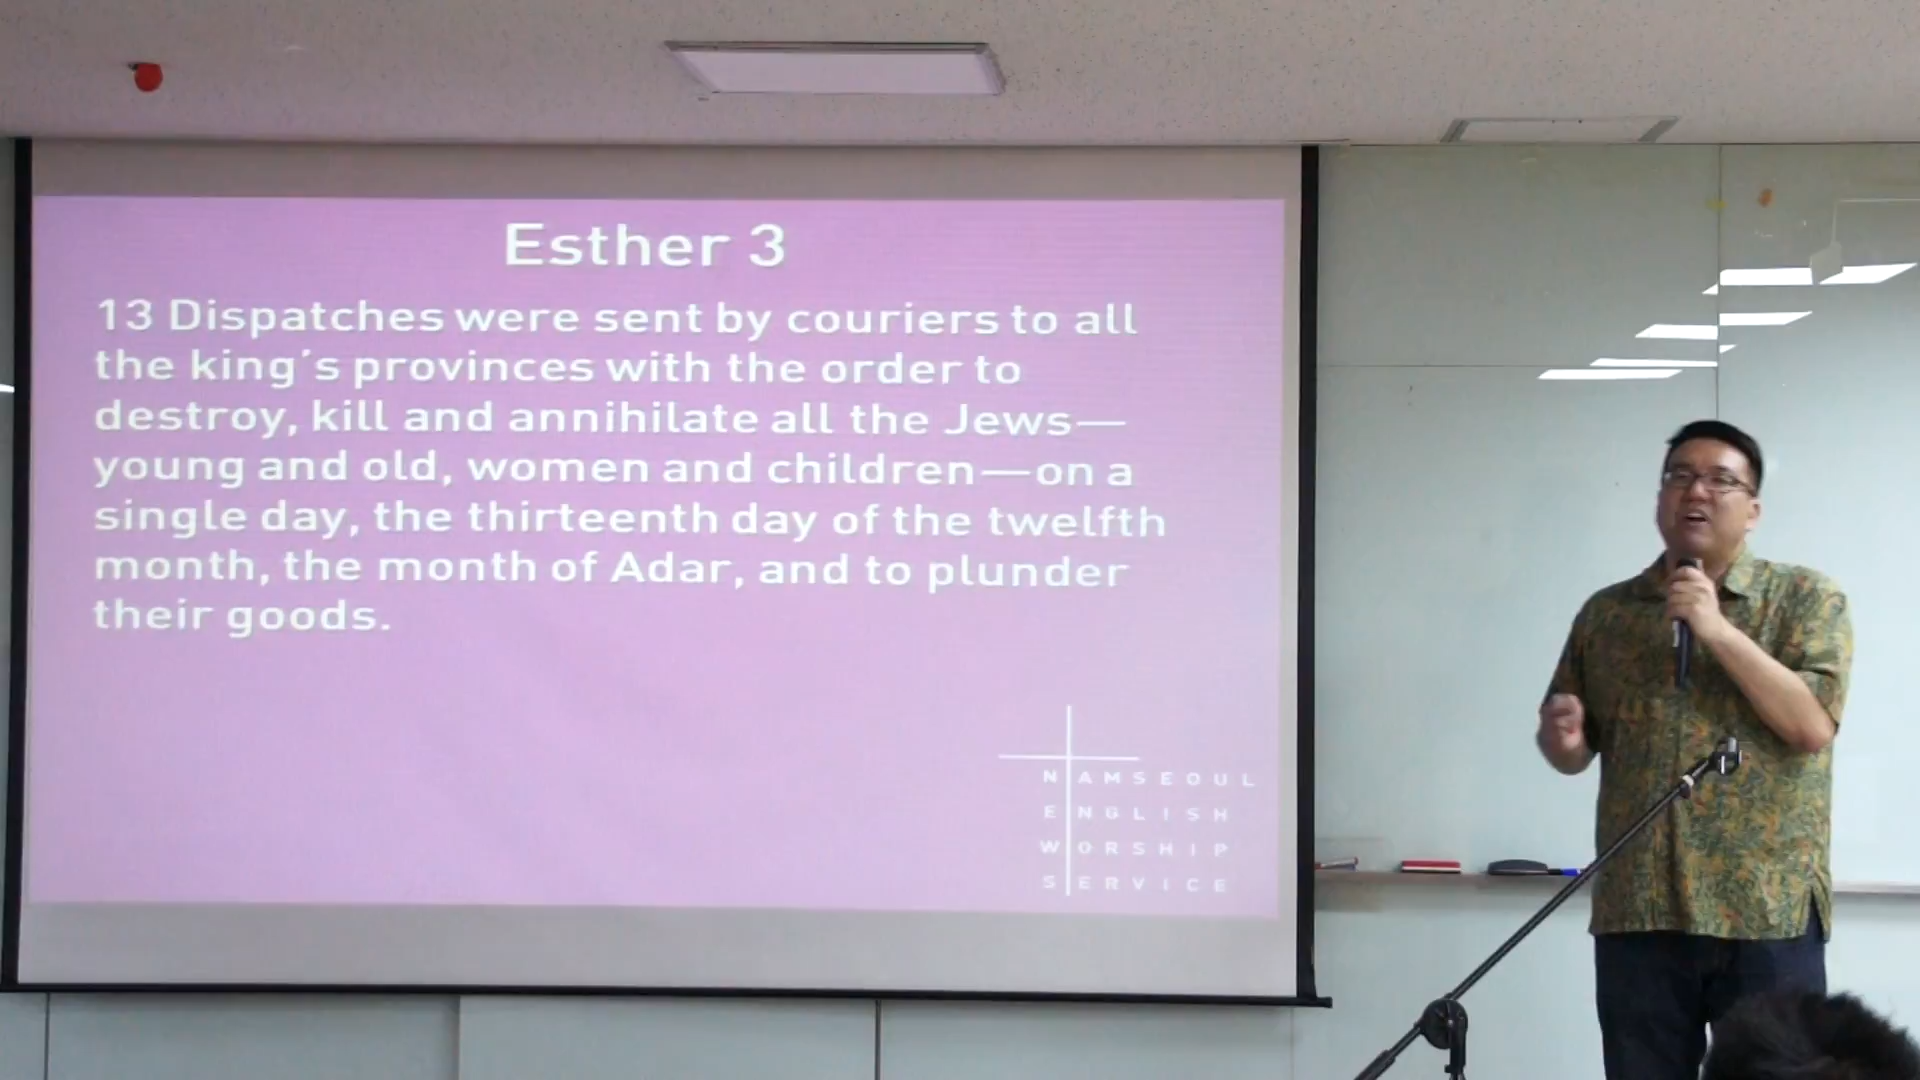 Esther 3
13 Dispatches were sent by couriers to all
the king's provinces with the order to
destroy, kill and annihilate all the Jews—
young and old, women and children—on a
single day, the thirteenth day of the twelfth
month, the month of Adar, and to plunder
their goods.
NAMSEOUL
ENGLISH
WORSHIP
SERVICE